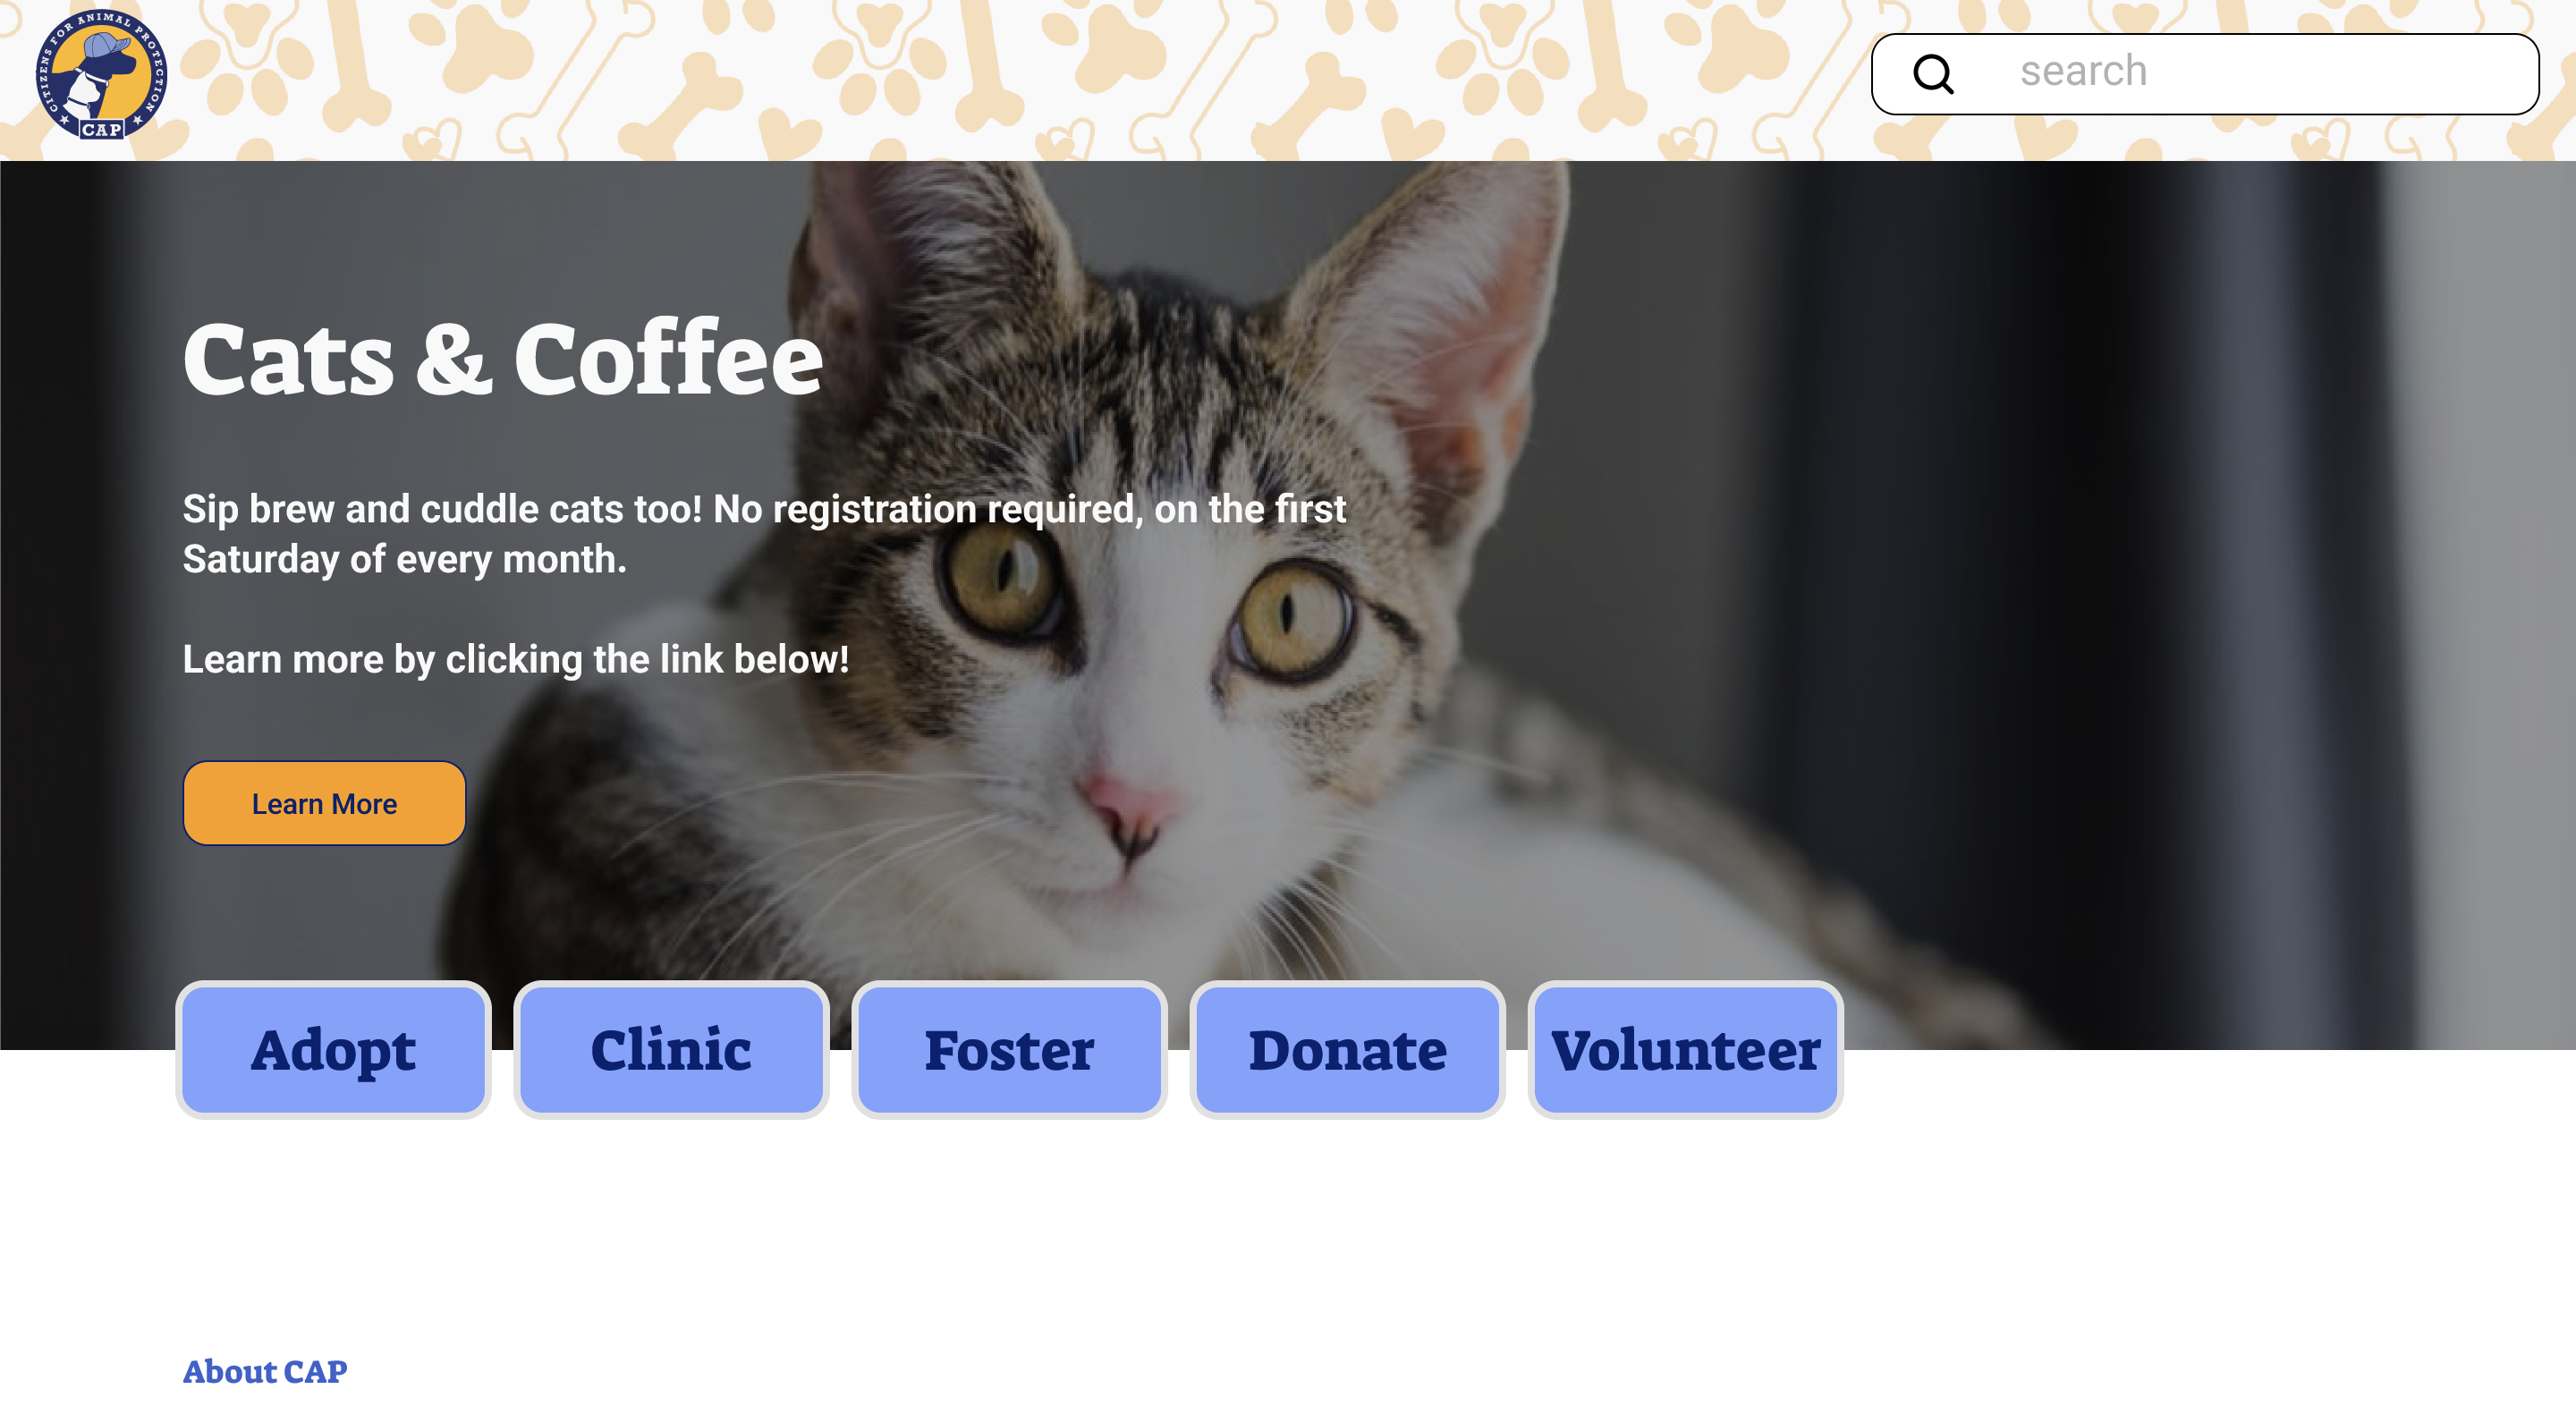 CITIZENS FOR ANIMAL PROTECTION
CAP
search
Cats & Coffee
Sip brew and cuddle cats too! No registration required, on the first
Saturday of every month.
Learn more by clicking the link below!
Learn More
Adopt
Clinic
Foster
Donate
Volunteer
About CAP